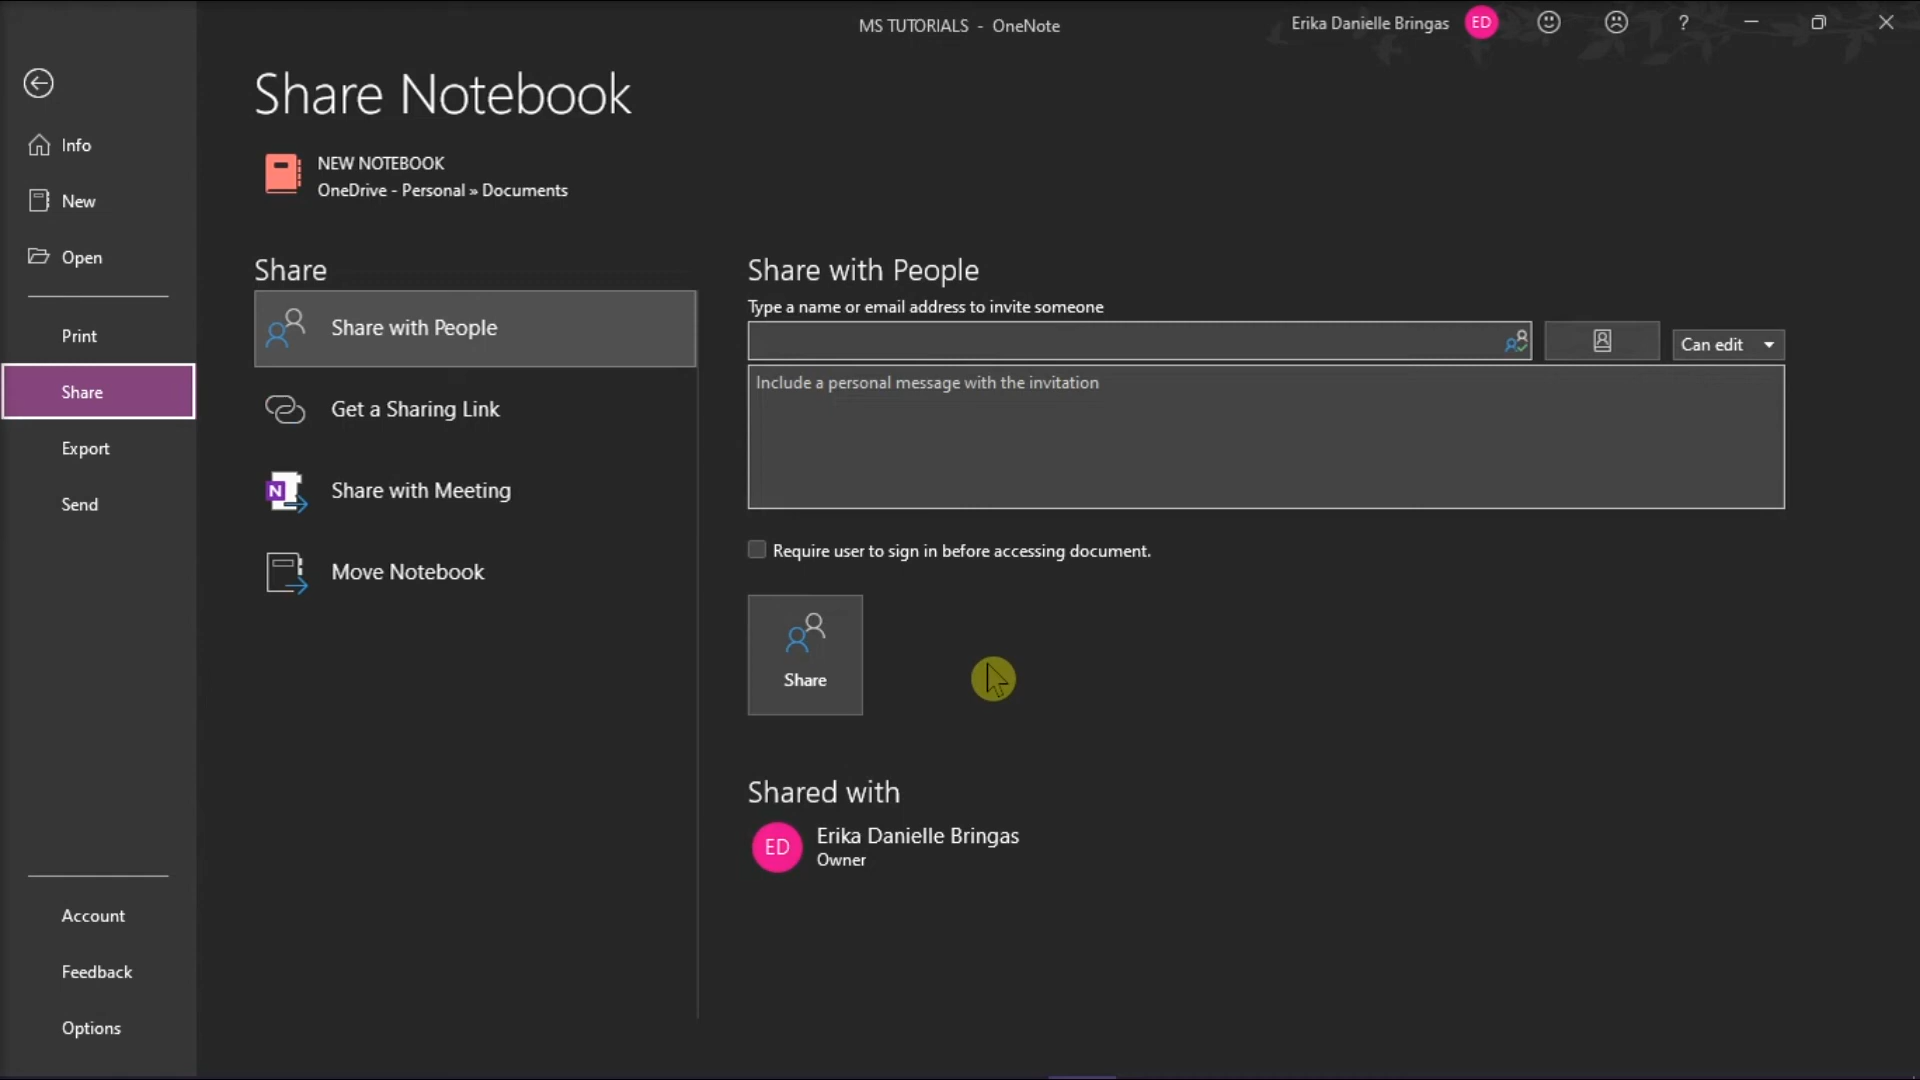 MS TUTORIALS - OneNote
Erika Danielle Bringas
ED
?
Share Notebook
Info
New
Open
Print
Share
Export
Send
Account
Feedback
Options
NEW NOTEBOOK
OneDrive - Personal » Documents
Share
Share with People
Get a Sharing Link
N
Share with Meeting
Move Notebook
Share with People
Type a name or email address to invite someone
Can edit
Include a personal message with the invitation
Require user to sign in before accessing document.
Share
Shared with
ED
Erika Danielle Bringas
Owner